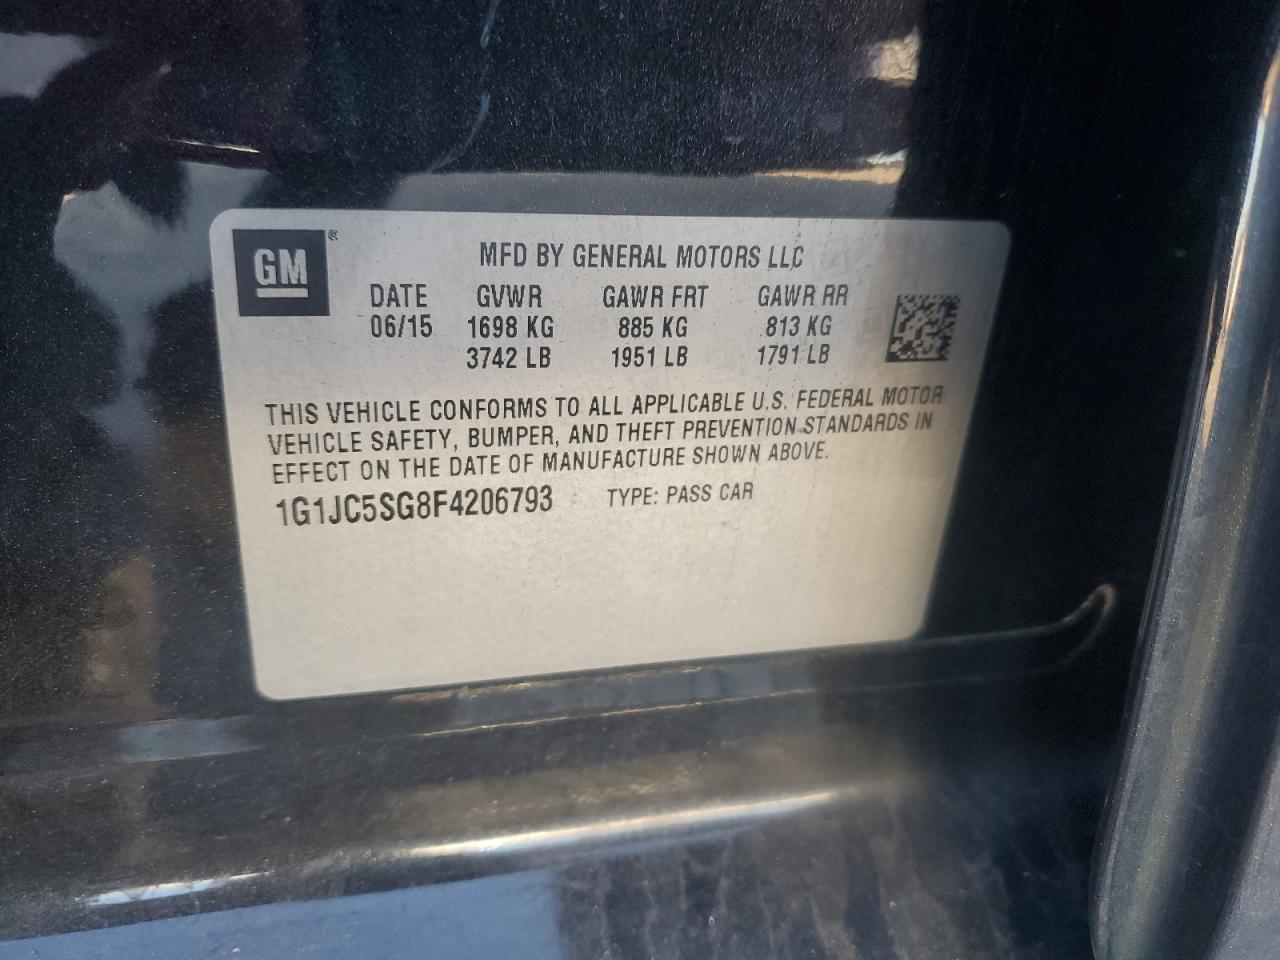 GM®
MFD BY GENERAL MOTORS LLC
DATE GVWR GAWR FRT GAWR RR
06/15 1698 KG 885 KG 813 KG
3742 LB 1951 LB 1791 LB
THIS VEHICLE CONFORMS TO ALL APPLICABLE U.S. FEDERAL MOTOR
VEHICLE SAFETY, BUMPER, AND THEFT PREVENTION STANDARDS IN
EFFECT ON THE DATE OF MANUFACTURE SHOWN ABOVE.
1G1JC5SG8F4206793 TYPE: PASS CAR